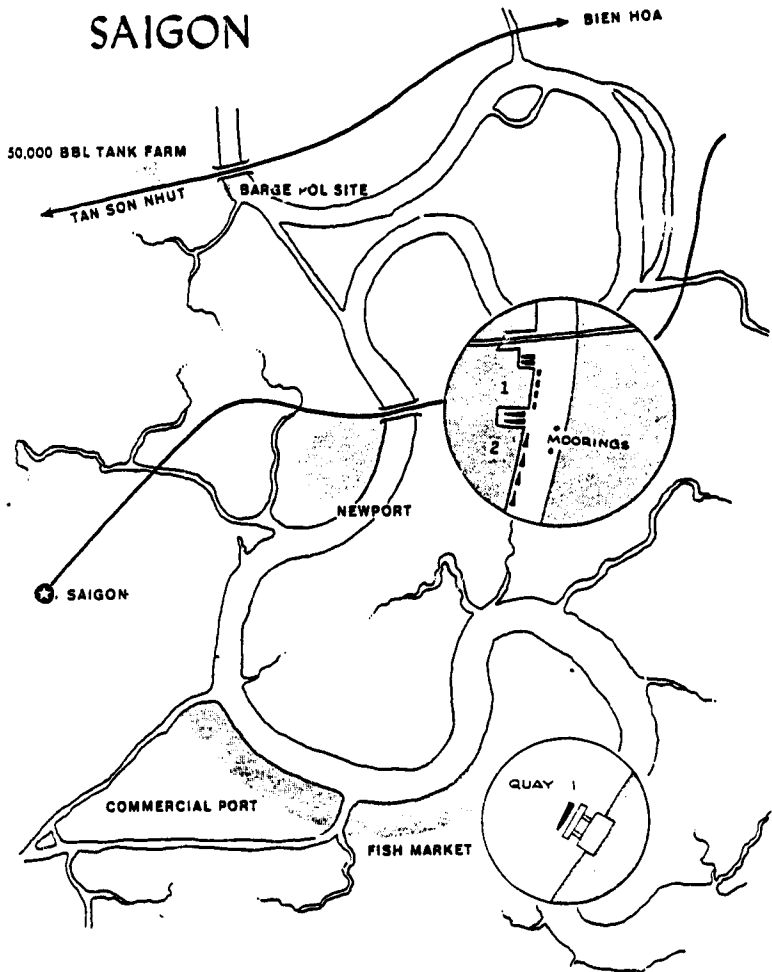 SAIGON
BIEN HOA
50,000 BBL TANK FARM
TAN SON NHUT
BARGE POL SITE
1
2
MOORINGS
NEWPORT
SAIGON
COMMERCIAL PORT
QUAY 1
FISH MARKET